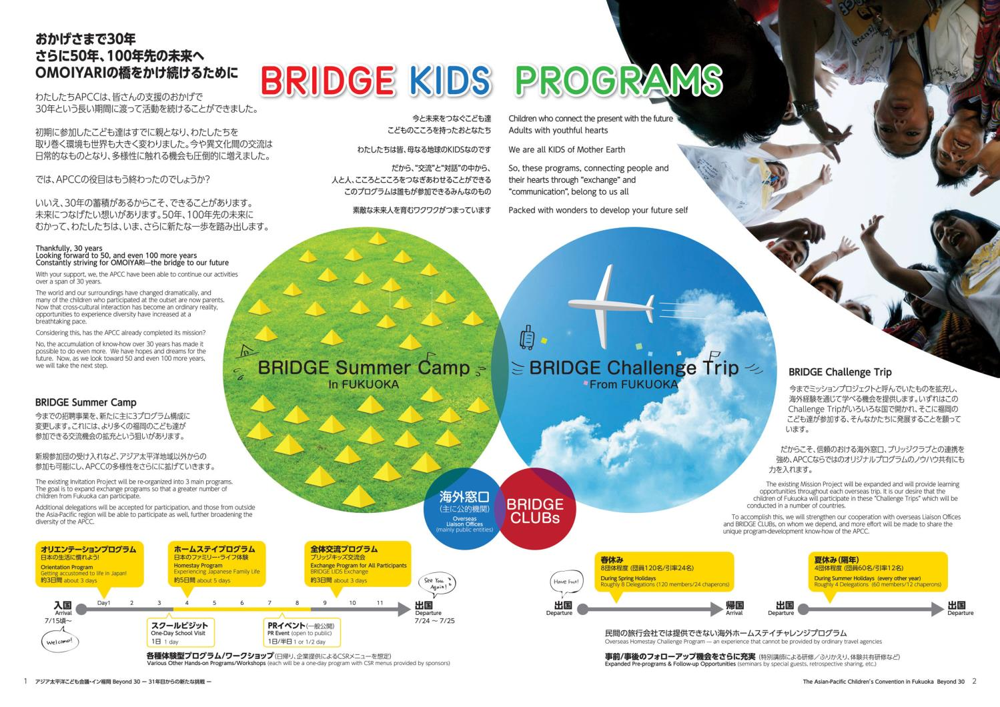 おかげさまで30年
さらに50年、100年先の未来へ
OMOIYARIの橋をかけ続けるために
わたしたちAPCCは、皆さんの支援のおかげで
30年という長い期間に渡って活動を続けることができました。
初期に参加したこども達はすでに親となり、わたしたちを
取り巻く環境も世界も大きく変わりました。今や異文化間の交流は
日常的なものとなり、多様性に触れる機会も圧倒的に増えました。
では、APCCの役目はもう終わったのでしょうか?
いいえ、30年の蓄積があるからこそ、できることがあります。
未来につなげたい想いがあります。50年、100年先の未来に
むかって、わたしたちは、いま、さらに新たな一歩を踏み出します。
Thankfully, 30 years
Looking forward to 50, and even 100 more years
Constantly striving for OMOIYARI—the bridge to our future
With your support, we, the APCC have been able to continue our activities
over a span of 30 years.
The world and our surroundings have changed dramatically, and
many of the children who participated at the outset are now parents.
Now that cross-cultural interaction has become an ordinary reality,
opportunities to experience diversity have increased at a
breathtaking pace.
Considering this, has the APCC already completed its mission?
No, the accumulation of know-how over 30 years has made it
possible to do even more. We have hopes and dreams for the
future. Now, as we look toward 50 and even 100 more years,
we will take the next step.
BRIDGE KIDS PROGRAMS
今と未来をつなぐこども達
こどものこころを持ったおとなたち
わたしたちは皆、母なる地球のKIDSなのです
だから、“交流”と“対話”の中から、
人と人、こころとこころをつなぎあわせることができる
このプログラムは誰もが参加できるみんなのもの
素敵な未来人を育むワクワクがつまっています
Children who connect the present with the future
Adults with youthful hearts
We are all KIDS of Mother Earth
So, these programs, connecting people and
their hearts through “exchange” and
“communication”, belong to us all
Packed with wonders to develop your future self
BRIDGE Summer Camp
In FUKUOKA
BRIDGE Challenge Trip
From FUKUOKA
海外窓口
(主に公的機関)
Overseas
Liaison Offices
(mainly public entities)
BRIDGE
CLUBs
BRIDGE Summer Camp
今までの招聘事業を、新たに主に3プログラム構成に
変更します。これには、より多くの福岡のこども達が
参加できる交流機会の拡充という狙いがあります。
新規参加団の受け入れなど、アジア太平洋地域以外からの
参加も可能にし、APCCの多様性をさらにに拡げていきます。
The existing Invitation Project will be re-organized into 3 main programs.
The goal is to expand exchange programs so that a greater number of
children from Fukuoka can participate.
Additional delegations will be accepted for participation, and those from outside
the Asia-Pacific region will be able to participate as well, further broadening the
diversity of the APCC.
BRIDGE Challenge Trip
今までミッションプロジェクトと呼んでいたものを拡充し、
海外経験を通じて学べる機会を提供します。いずれはこの
Challenge Tripがいろいろな国で開かれ、そこに福岡の
こども達が参加する、そんなかたちに発展することを願って
います。
だからこそ、信頼のおける海外窓口、ブリッジクラブとの連携を
強め、APCCならではのオリジナルプログラムのノウハウ共有にも
力を入れます。
The existing Mission Project will be expanded and will provide learning
opportunities throughout each overseas trip. It is our desire that the
children of Fukuoka will participate in these “Challenge Trips” which will be
conducted in a number of countries.
To accomplish this, we will strengthen our cooperation with overseas Liaison Offices
and BRIDGE CLUBs, on whom we depend, and more effort will be made to share the
unique program-development know-how of the APCC.
オリエンテーションプログラム
日本の生活に慣れよう!
Orientation Program
Getting accustomed to life in Japan!
約3日間 about 3 days
ホームステイプログラム
日本のファミリー・ライフ体験
Homestay Program
Experiencing Japanese Family Life
約5日間 about 5 days
全体交流プログラム
ブリッジキッズ交流会
Exchange Program for All Participants
BRIDGE LIDS Exchange
約3日間 about 3 days
See You
Again!
入国
Arrival
7/15頃～
Welcome!
Day1 2 3 4 5 6 7 8 9 10 11
出国
Departure
7/24 ～ 7/25
スクールビジット
One-Day School Visit
1日 1 day
PRイベント(一般公開)
PR Event (open to public)
1日/半日 1 or 1/2 day
各種体験型プログラム/ワークショップ(日帰り、企業提供によるCSRメニューを想定)
Various Other Hands-on Programs/Workshops (each will be a one-day program with CSR menus provided by sponsors)
Have Fun!
春休み
8団体程度 (団員120名/引率24名)
During Spring Holidays
Roughly 8 Delegations (120 members/24 chaperons)
出国
Departure
帰国
Arrival
夏休み (隔年)
4団体程度 (団員60名/引率12名)
During Summer Holidays (every other year)
Roughly 4 Delegations (60 members/12 chaperons)
出国
Departure
出国
Departure
民間の旅行会社では提供できない海外ホームステイチャレンジプログラム
Overseas Homestay Challenge Program — an experience that cannot be provided by ordinary travel agencies
事前/事後のフォローアップ機会をさらに充実 (特別講師による研修／ふりかえり、体験共有研修など)
Expanded Pre-programs & Follow-up Opportunities (seminars by special guests, retrospective sharing, etc.)
1 アジア太平洋こども会議・イン福岡 Beyond 30 ー 31年目からの新たな挑戦 ー
The Asian-Pacific Children's Convention in Fukuoka Beyond 30 2